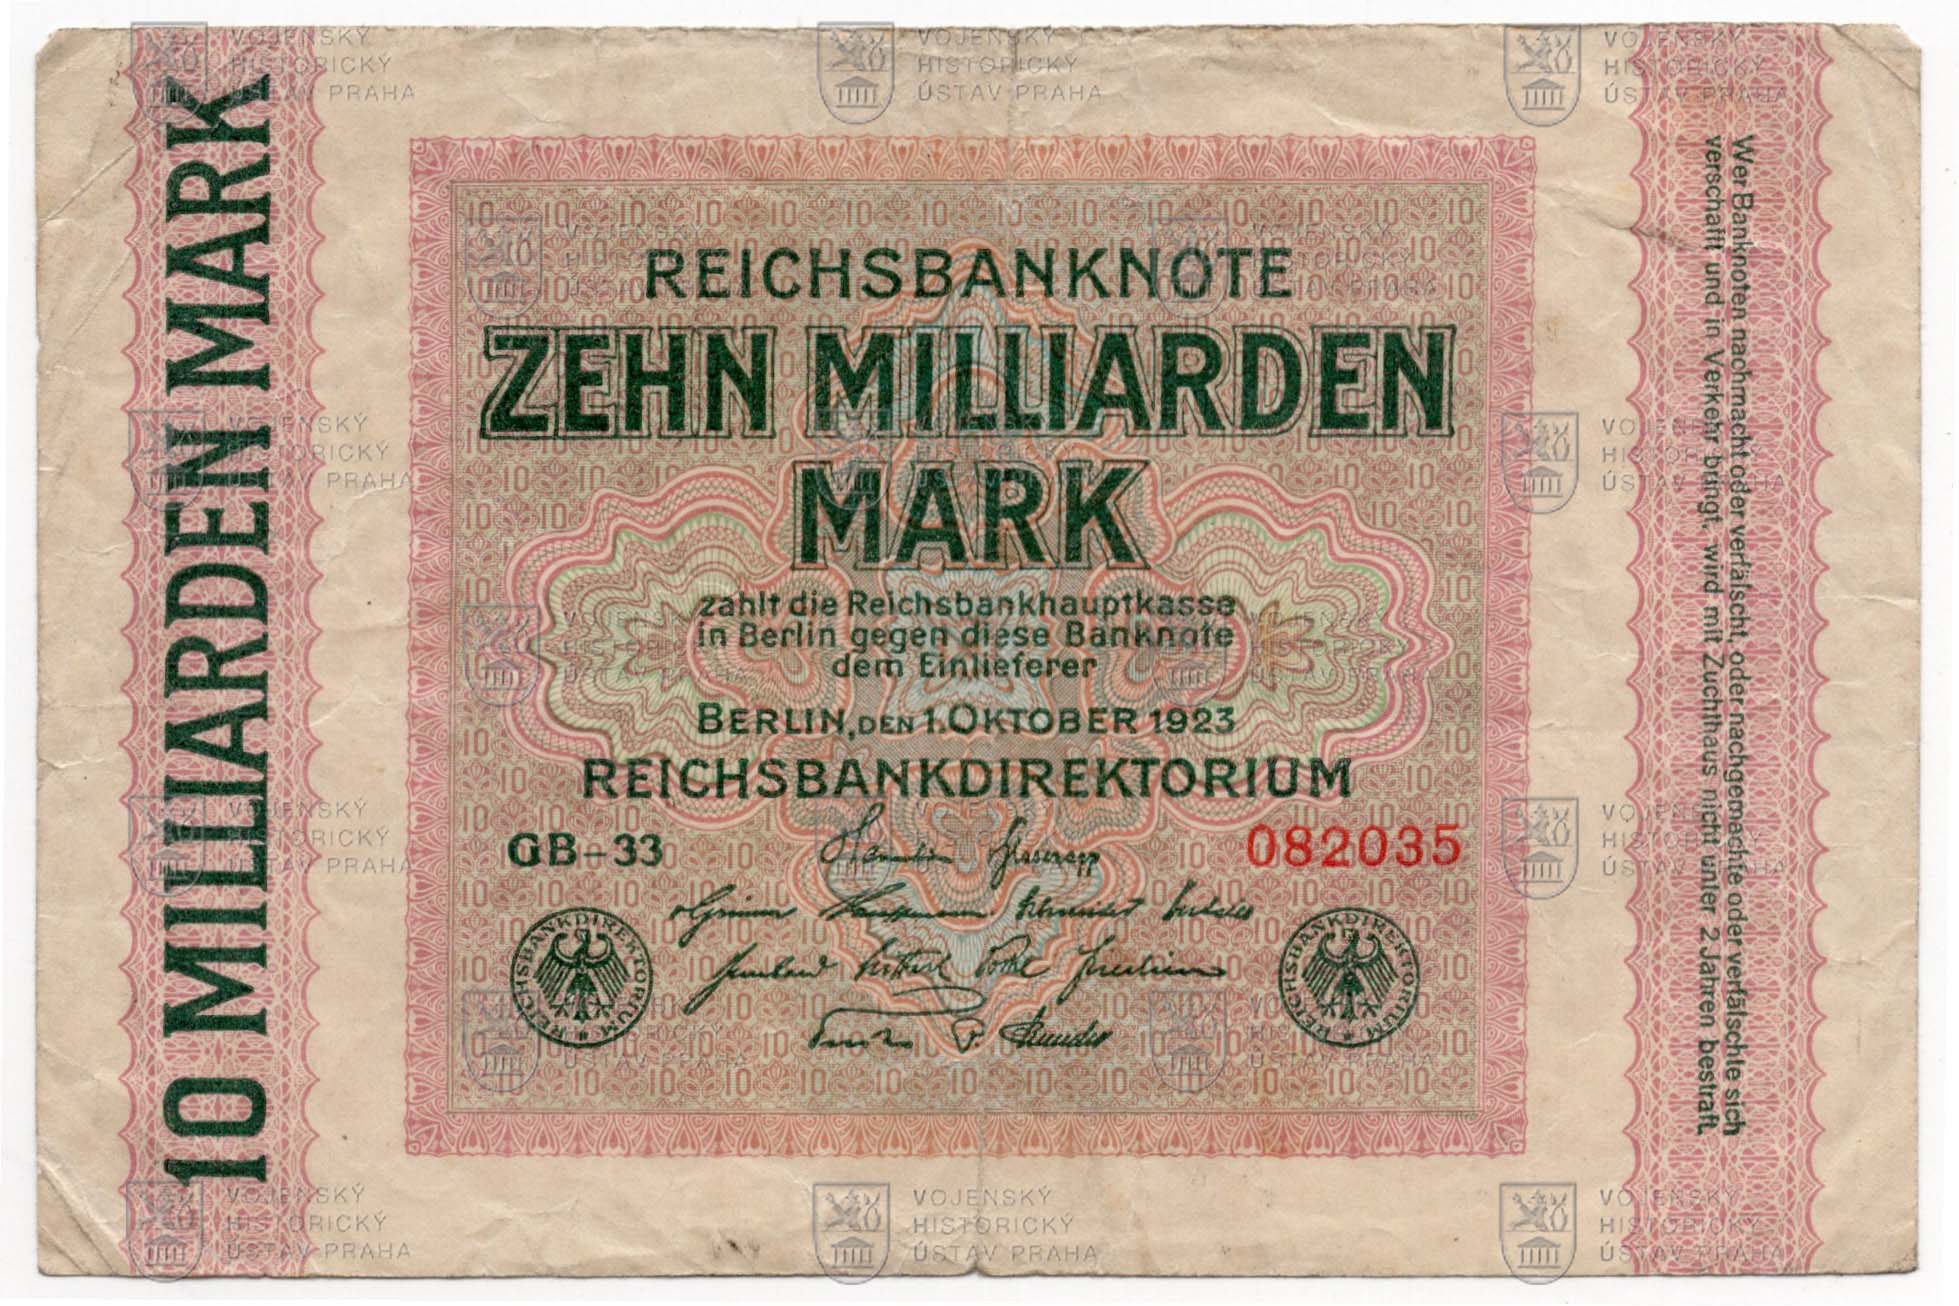 10 MILLIARDEN MARK
REICHSBANKNOTE
ZEHN MILLIARDEN
MARK
zahlt die Reichsbankhauptkasse
in Berlin gegen diese Banknote
dem Einlieferer
BERLIN, DEN 1. OKTOBER 1923
REICHSBANKDIREKTORIUM
GB-33
082035
REICHSBANKDIREKTORIUM
REICHSBANKDIREKTORIUM
Wer Banknoten nachmacht oder verfälscht, oder nachgemachte oder verfälschte sich
verschafft und in Verkehr bringt, wird mit Zuchthaus nicht unter 2 Jahren bestraft.
VOJENSKÝ
HISTORICKÝ
ÚSTAV PRAHA